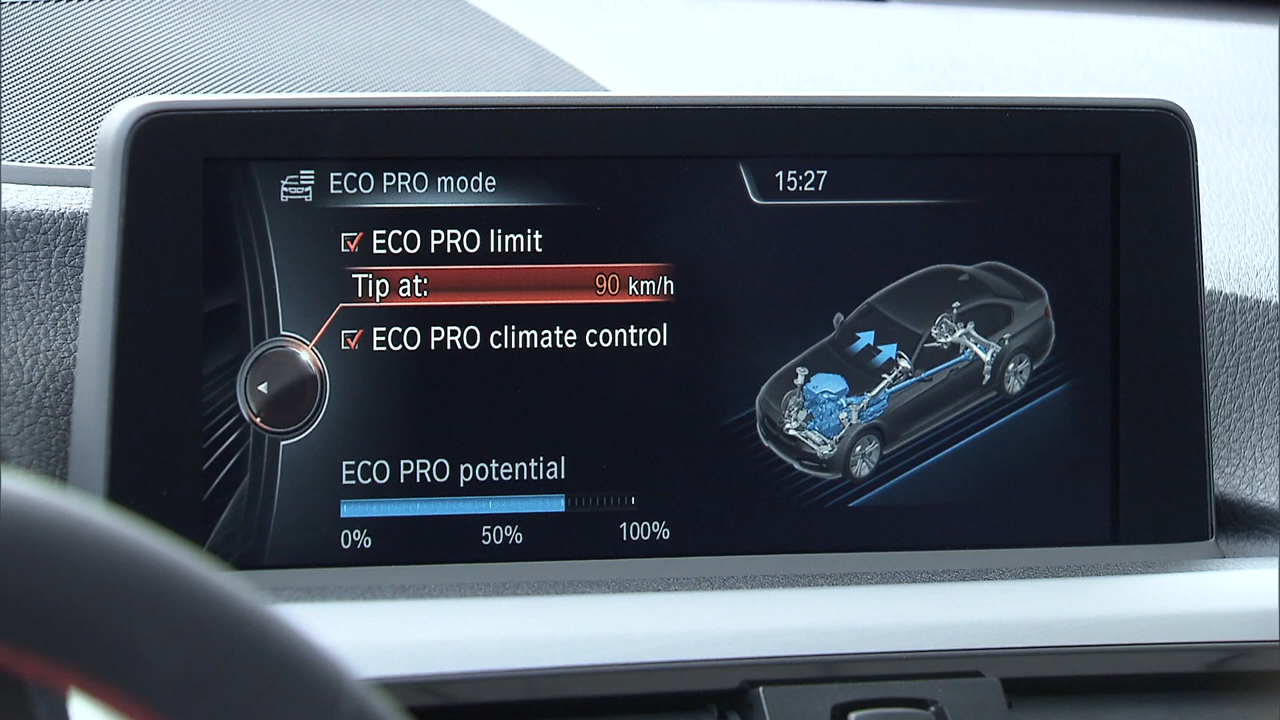 ECO PRO mode
15:27
ECO PRO limit
Tip at: 90 km/h
ECO PRO climate control
ECO PRO potential
0% 50% 100%